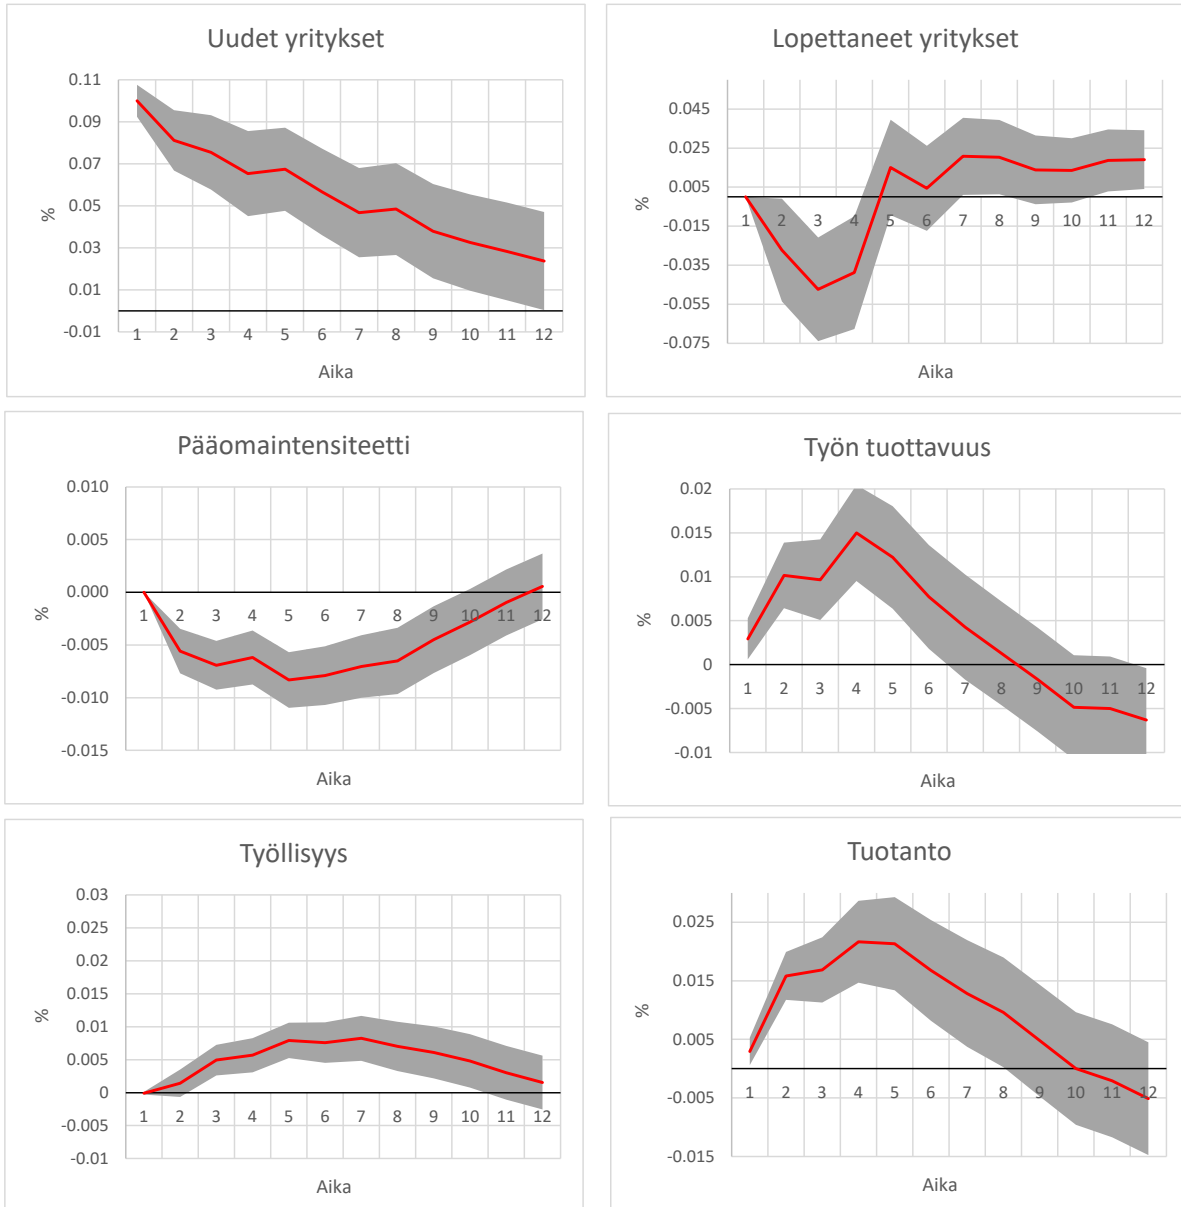 Uudet yritykset
%
0.11
0.09
0.07
0.05
0.03
0.01
-0.01
1 2 3 4 5 6 7 8 9 10 11 12
Aika
Lopettaneet yritykset
%
0.045
0.025
0.005
-0.015
-0.035
-0.055
-0.075
1 2 3 4 5 6 7 8 9 10 11 12
Aika
Pääomaintensiteetti
%
0.010
0.005
0.000
-0.005
-0.010
-0.015
1 2 3 4 5 6 7 8 9 10 11 12
Aika
Työn tuottavuus
%
0.02
0.015
0.01
0.005
0
-0.005
-0.01
1 2 3 4 5 6 7 8 9 10 11 12
Aika
Työllisyys
%
0.03
0.025
0.02
0.015
0.01
0.005
0
-0.005
-0.01
1 2 3 4 5 6 7 8 9 10 11 12
Aika
Tuotanto
%
0.025
0.015
0.005
-0.005
-0.015
1 2 3 4 5 6 7 8 9 10 11 12
Aika